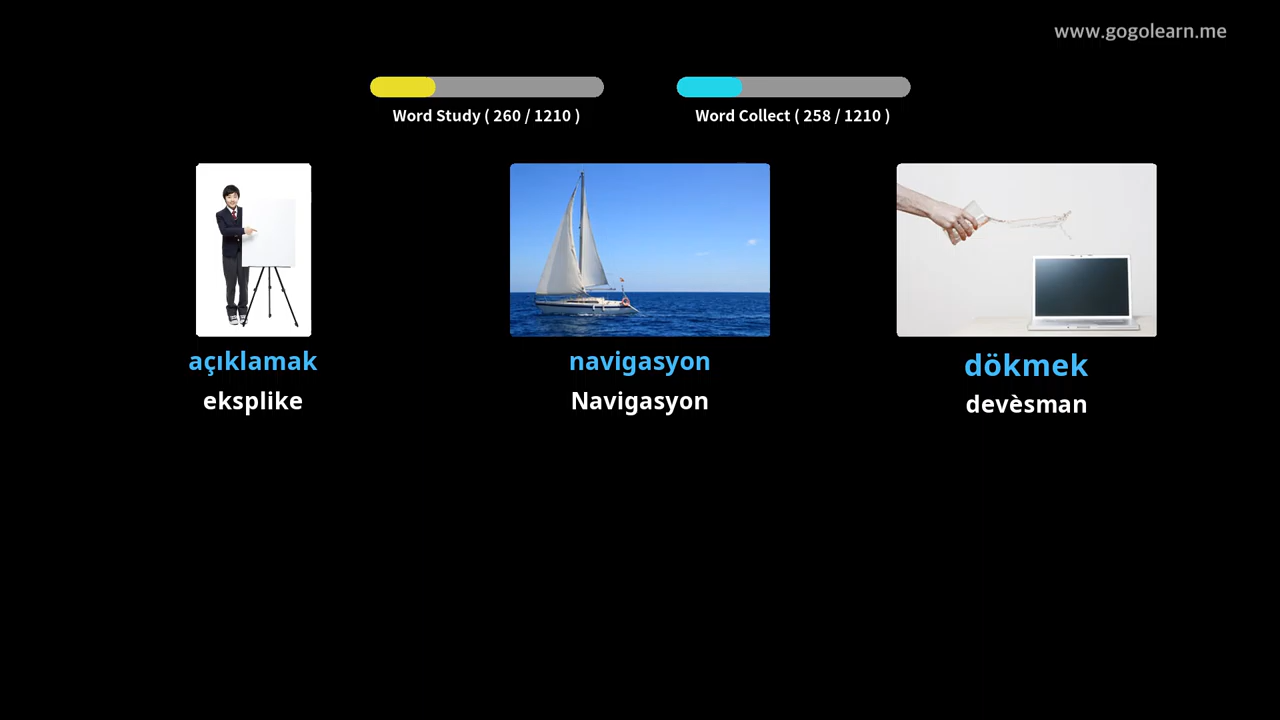 www.gogolearn.me
Word Study ( 260 / 1210 )
Word Collect ( 258 / 1210 )
açıklamak
eksplike
navigasyon
Navigasyon
dökmek
devèsman